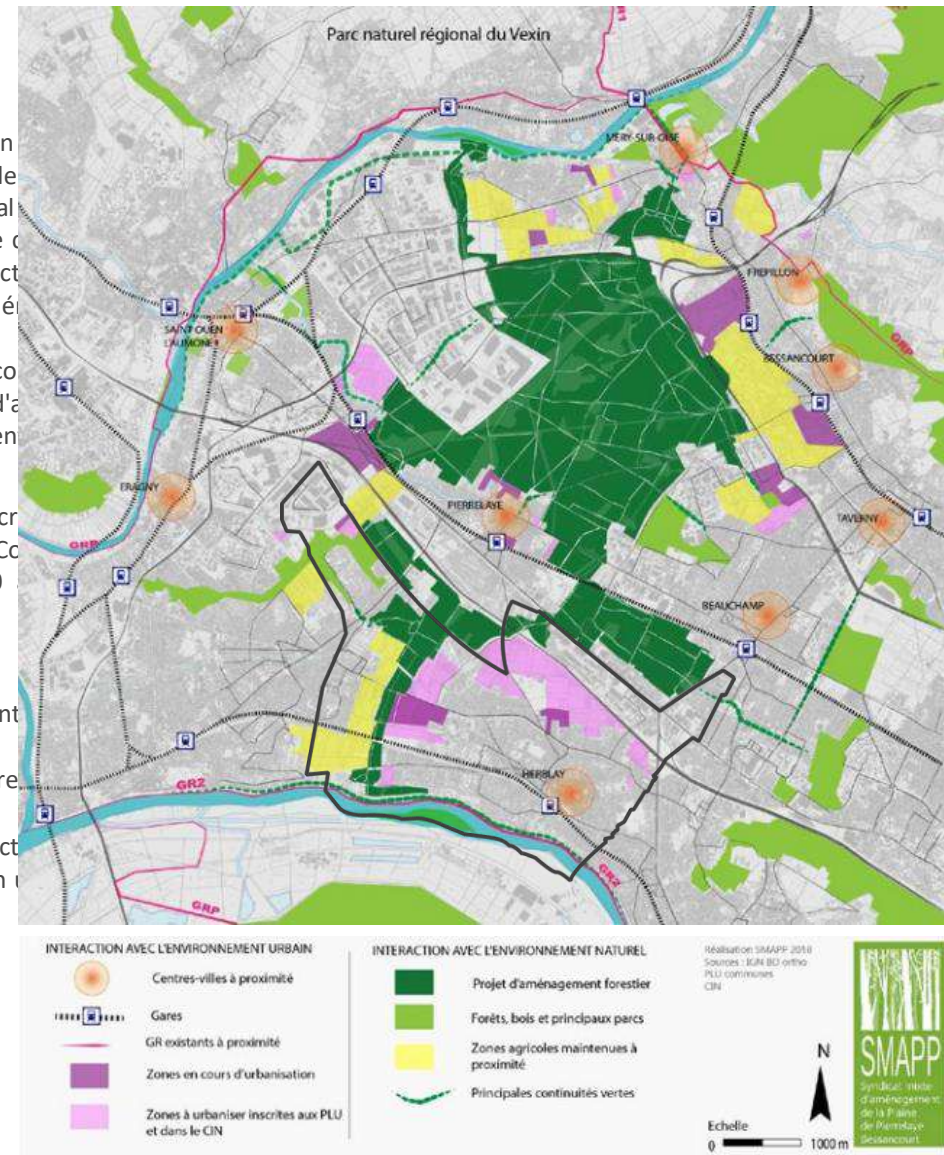 Parc naturel régional du Vexin
MERY-SUR-OISE
FREPILLON
SAINT OUEN
L'AUMONE
BESSANCOURT
GRP
ERAGNY
PIERRELAYE
TAVERNY
GRP
BEAUCHAMP
HERBLAY
GR2
GR2
GRP
INTERACTION AVEC L'ENVIRONNEMENT URBAIN
Centres-villes à proximité
Gares
GR existants à proximité
Zones en cours d'urbanisation
Zones à urbaniser inscrites aux PLU
et dans le CIN
INTERACTION AVEC L'ENVIRONNEMENT NATUREL
Projet d'aménagement forestier
Forêts, bois et principaux parcs
Zones agricoles maintenues à
proximité
Principales continuités vertes
Réalisation SMAPP 2018
Sources : IGN BD ortho
PLU communes
CIN
N
Echelle
0 1000 m
SMAPP
Syndicat mixte
d'aménagement
de la Plaine
de Pierrelaye
Bessancourt